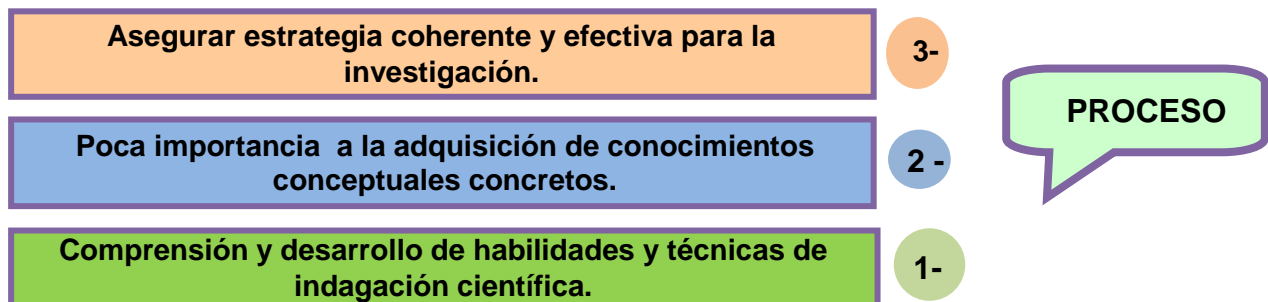 Asegurar estrategia coherente y efectiva para la
investigación.
3-
PROCESO
Poca importancia a la adquisición de conocimientos
conceptuales concretos.
2 -
Comprensión y desarrollo de habilidades y técnicas de
indagación científica.
1-